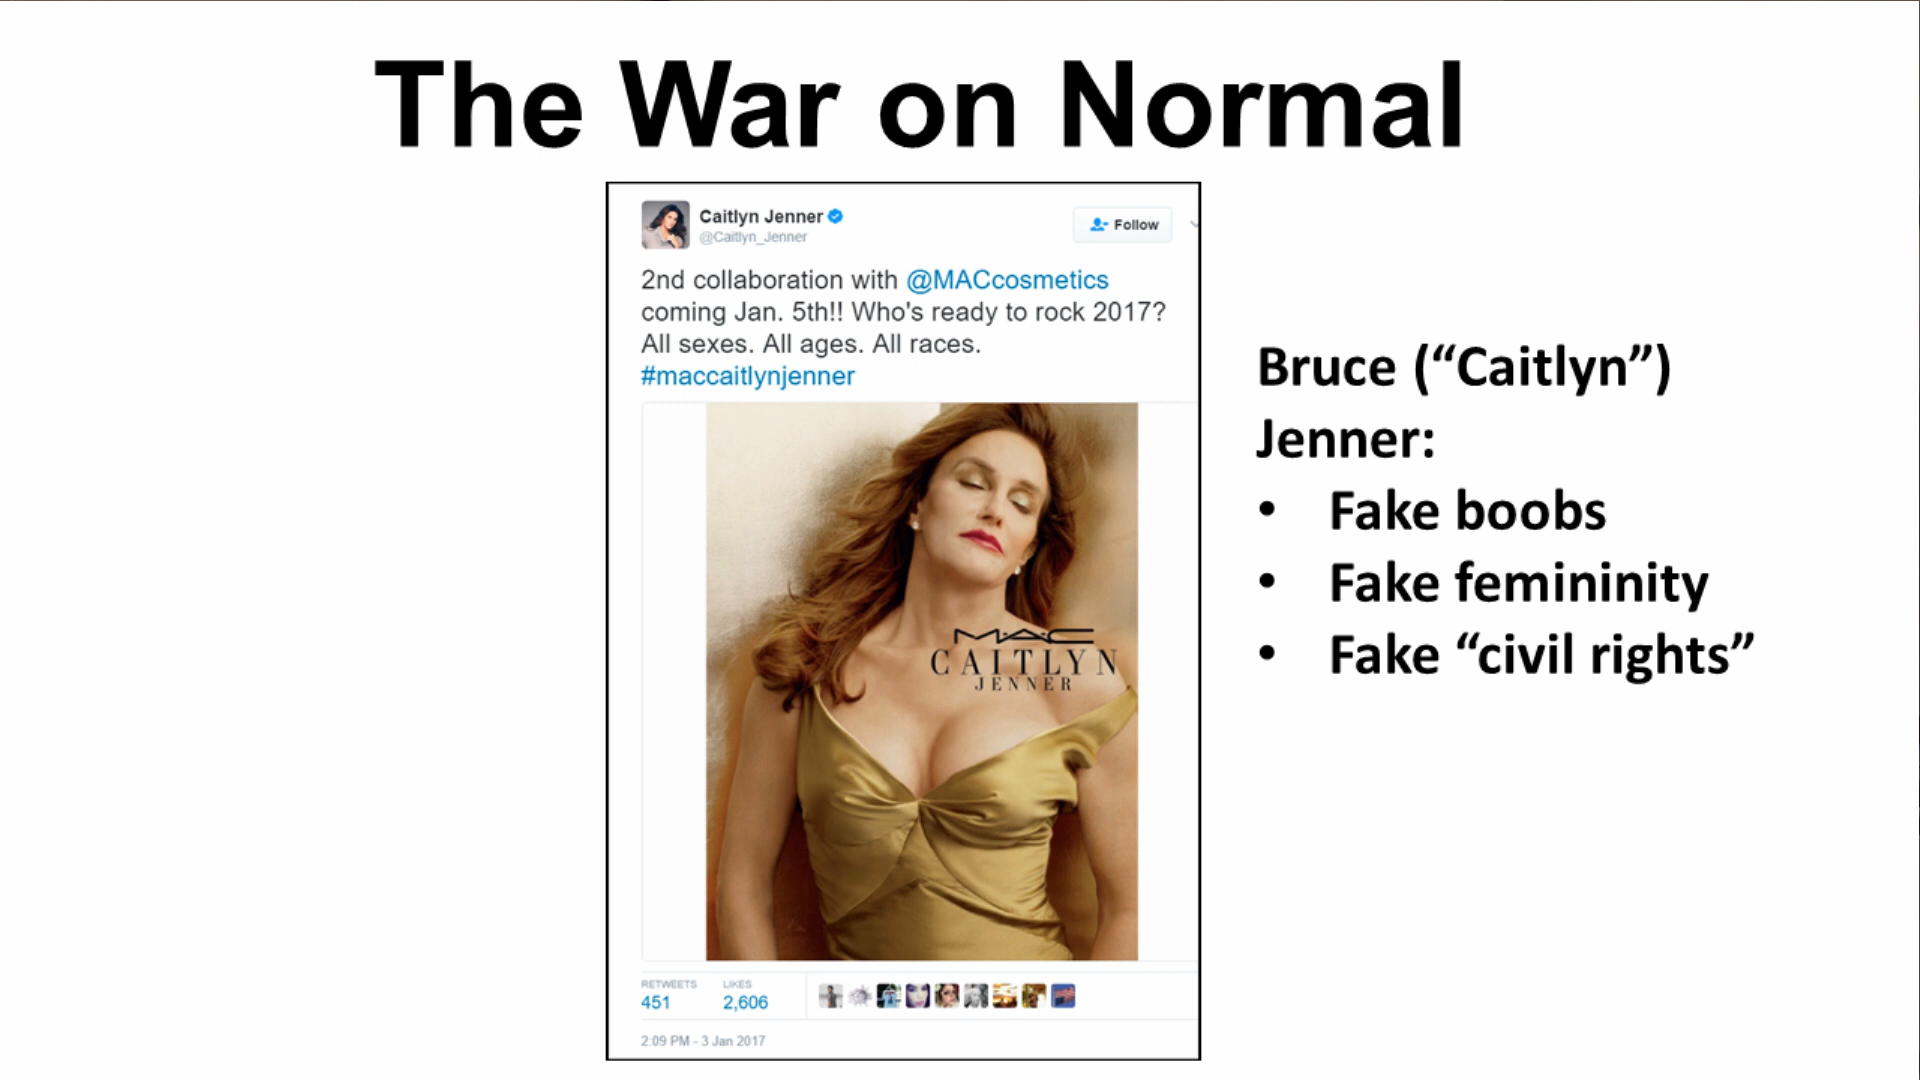 The War on Normal
Caitlyn Jenner
@Caitlyn_Jenner
Follow
2nd collaboration with @MACcosmetics
coming Jan. 5th!! Who's ready to rock 2017?
All sexes. All ages. All races.
#maccaitlynjenner
MAC
CAITLYN
JENNER
RETWEETS
451
LIKES
2,606
2:09 PM - 3 Jan 2017
Bruce (“Caitlyn”)
Jenner:
• Fake boobs
• Fake femininity
• Fake “civil rights”